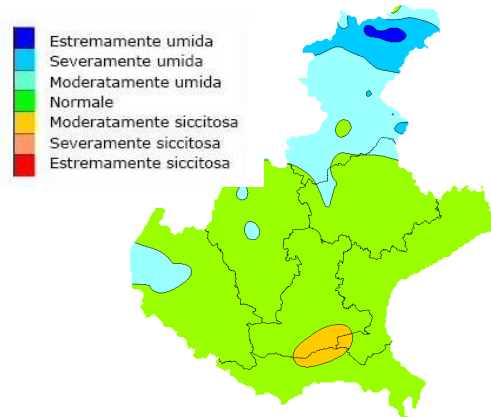 Estremamente umida
Severamente umida
Moderatamente umida
Normale
Moderatamente siccitosa
Severamente siccitosa
Estremamente siccitosa